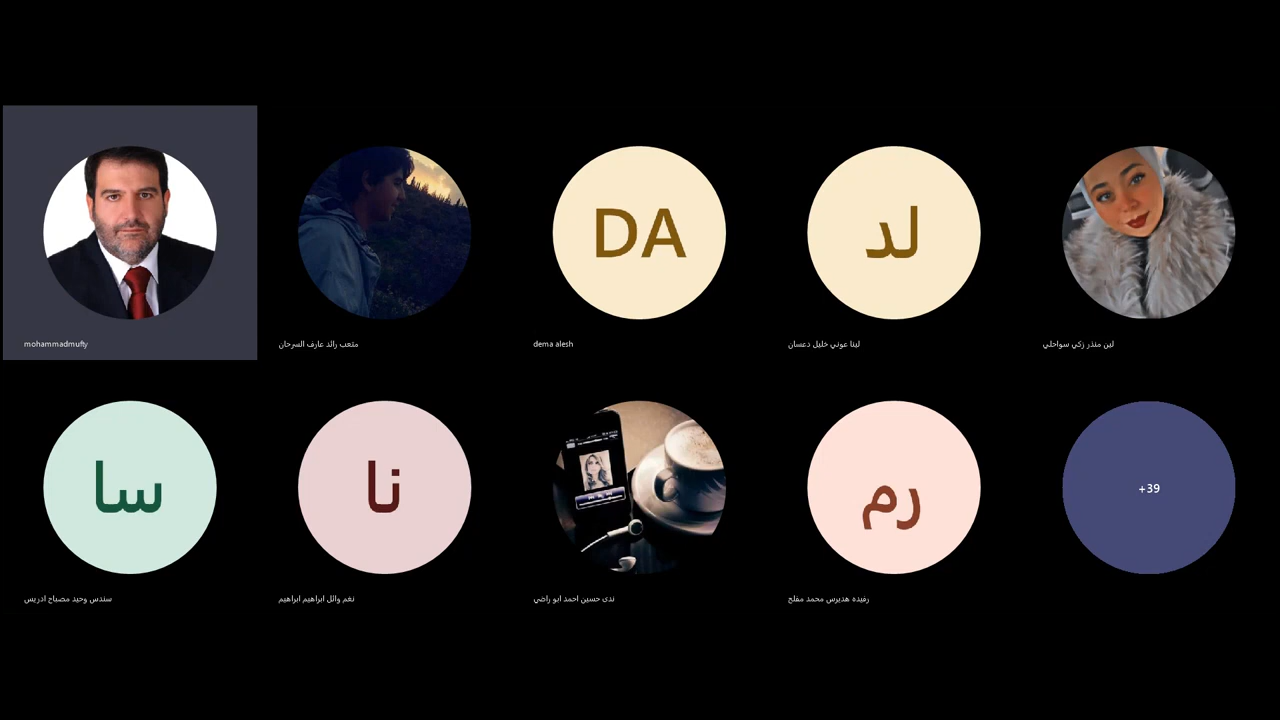 DA
لد
mohammadmufty
متعب رائد عارف السرحان
dema alesh
لينا عوني خليل دعسان
لين منذر زكي سواحلي
سا
نا
رم
+39
سندس وحيد مصباح ادريس
نغم وائل ابراهيم ابراهيم
ندى حسين احمد ابو راضي
رفيده هديرس محمد مفلح